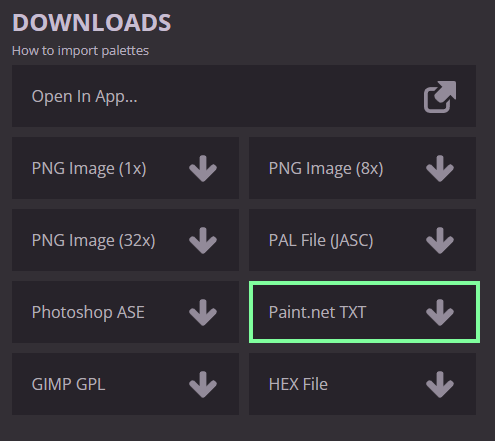 DOWNLOADS
How to import palettes
Open In App...
PNG Image (1x)
PNG Image (8x)
PNG Image (32x)
PAL File (JASC)
Photoshop ASE
Paint.net TXT
GIMP GPL
HEX File